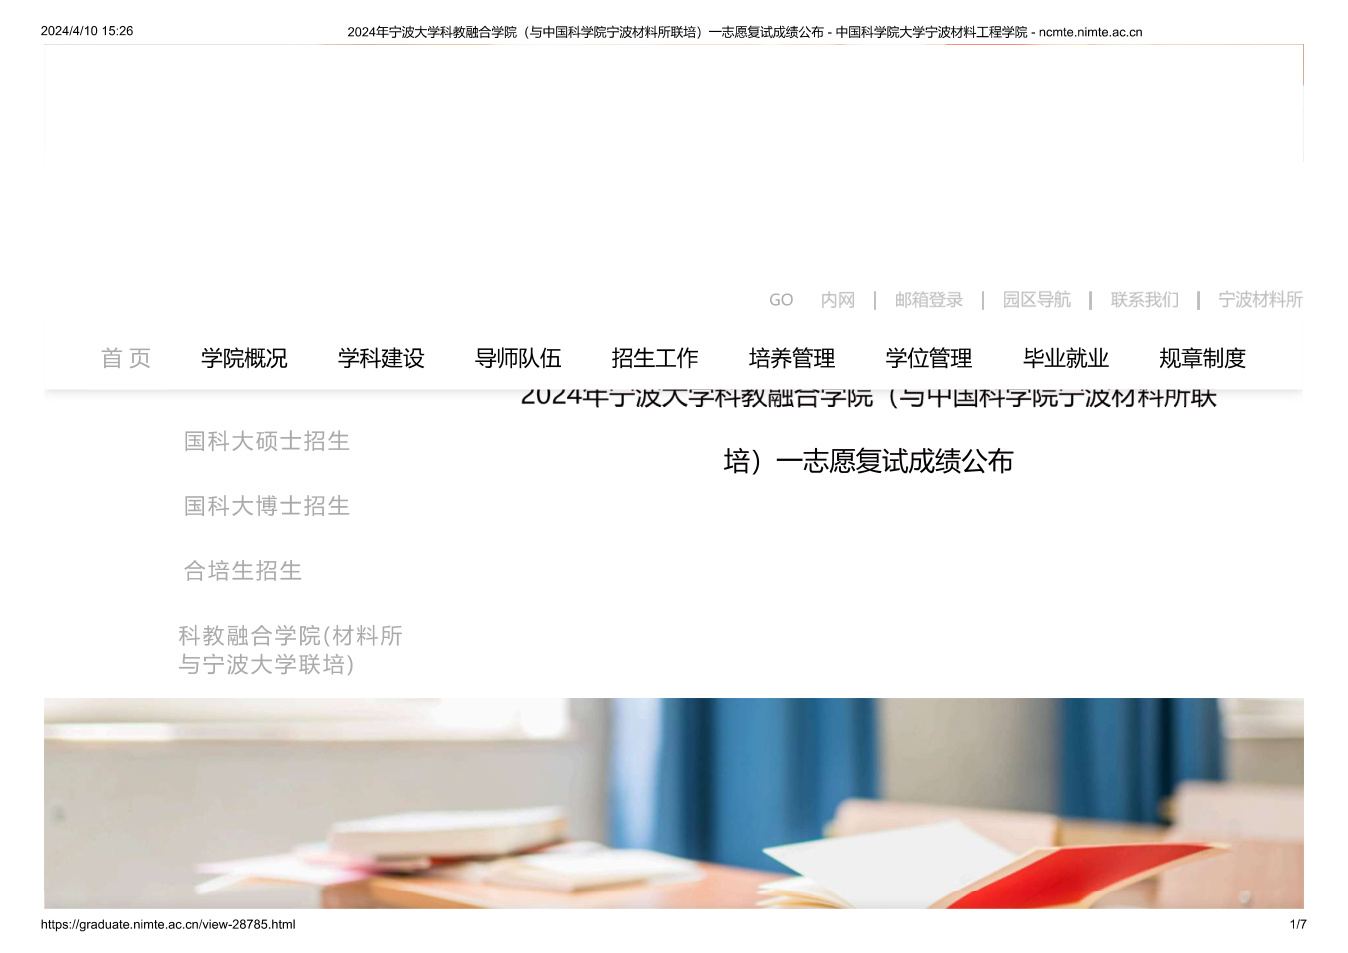 2024/4/10 15:26
2024年宁波大学科教融合学院（与中国科学院宁波材料所联培）一志愿复试成绩公布 - 中国科学院大学宁波材料工程学院 - ncmte.nimte.ac.cn
GO 内网 | 邮箱登录 | 园区导航 | 联系我们 | 宁波材料所
首 页 学院概况 学科建设 导师队伍 招生工作 培养管理 学位管理 毕业就业 规章制度
2024年宁波大学科教融合学院（与中国科学院宁波材料所联
培）一志愿复试成绩公布
国科大硕士招生
国科大博士招生
合培生招生
科教融合学院(材料所
与宁波大学联培)
https://graduate.nimte.ac.cn/view-28785.html
1/7